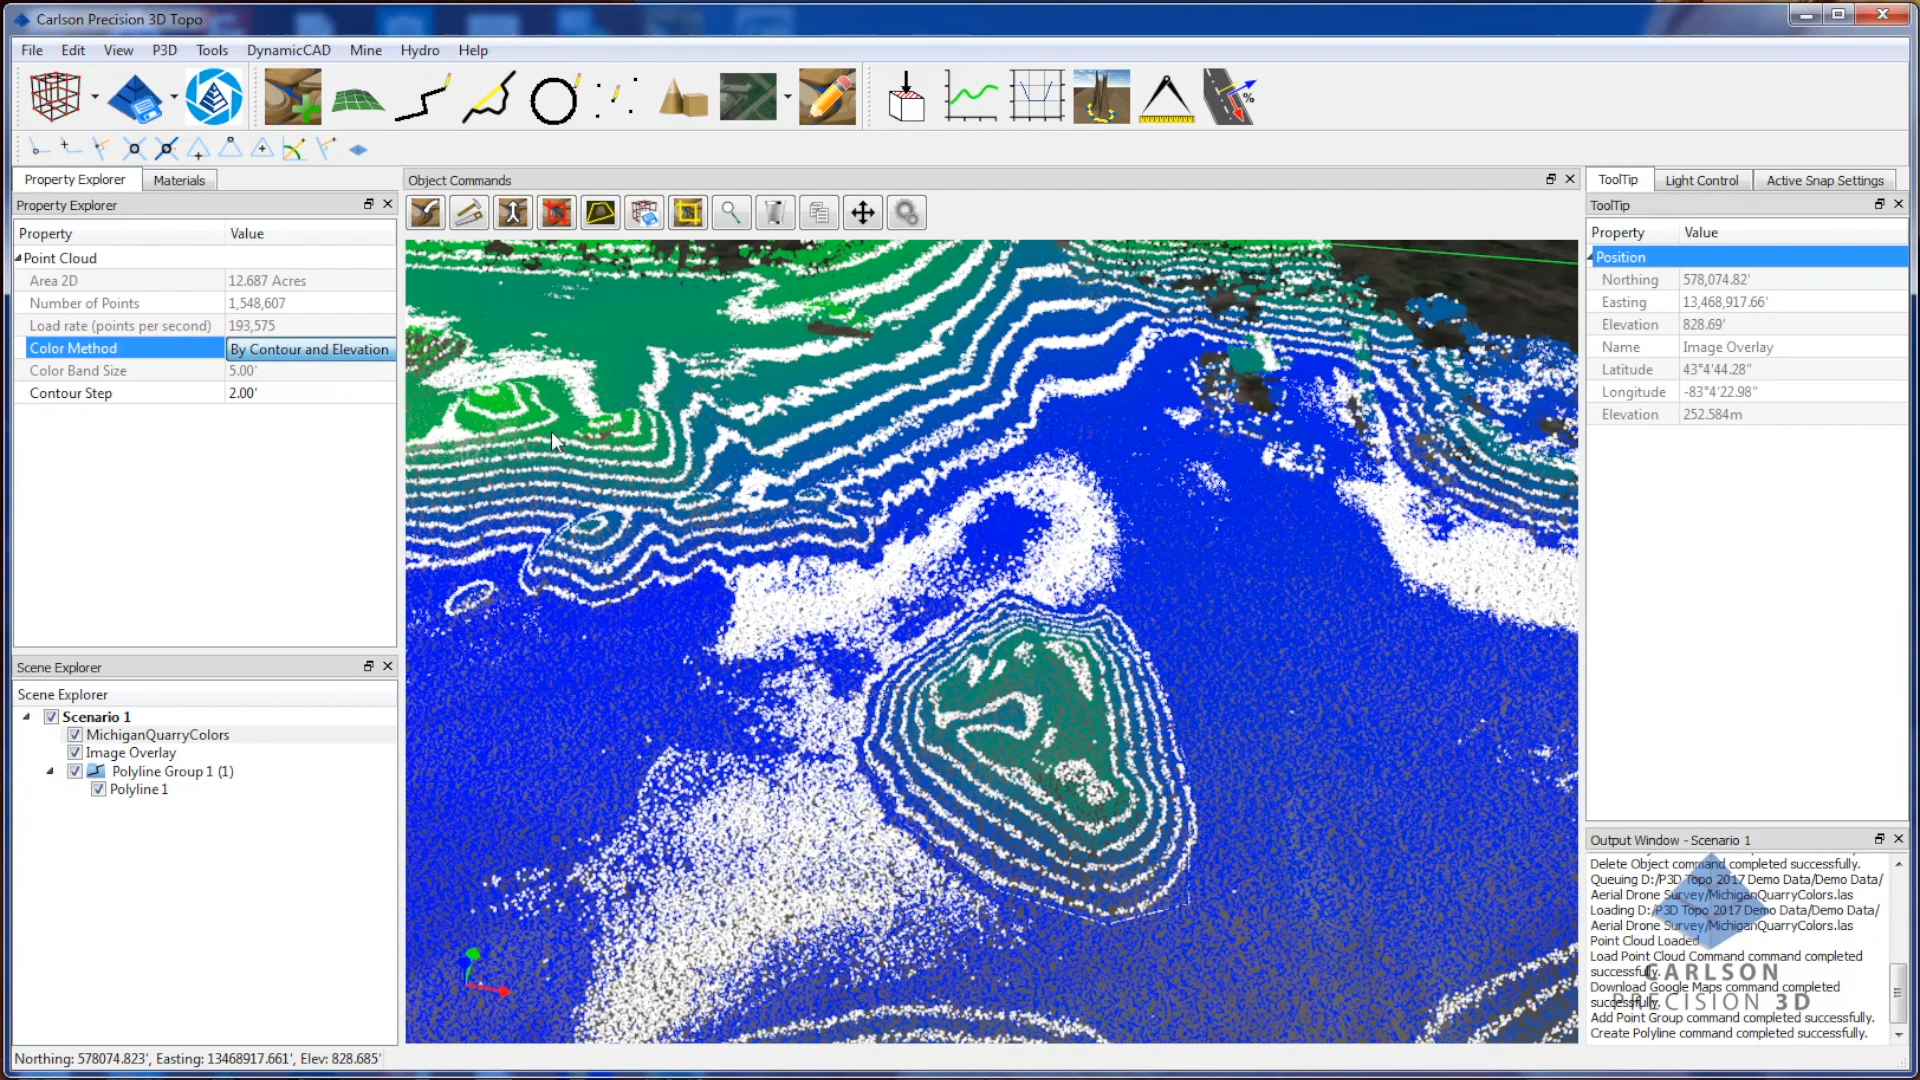 Carlson Precision 3D Topo
File Edit View P3D Tools DynamicCAD Mine Hydro Help
Property Explorer Materials
Property Explorer
Property Value
Point Cloud
Area 2D 12.687 Acres
Number of Points 1,548,607
Load rate (points per second) 193,575
Color Method By Contour and Elevation
Color Band Size 5.00'
Contour Step 2.00'
Scene Explorer
Scene Explorer
Scenario 1
MichiganQuarryColors
Image Overlay
Polyline Group 1 (1)
Polyline 1
Object Commands
ToolTip Light Control Active Snap Settings
ToolTip
Property Value
Position
Northing 578,074.82'
Easting 13,468,917.66'
Elevation 828.69'
Name Image Overlay
Latitude 43°4'44.28"
Longitude -83°4'22.98"
Elevation 252.584m
Output Window - Scenario 1
Delete Object command completed successfully.
Queuing D:/P3D Topo 2017 Demo Data/Demo Data/
Aerial Drone Survey/MichiganQuarryColors.las
Loading D:/P3D Topo 2017 Demo Data/Demo Data/
Aerial Drone Survey/MichiganQuarryColors.las
Point Cloud Loaded
Load Point Cloud Command command completed
successfully.
Download Google Maps command completed
successfully.
Add Point Group command completed successfully.
Create Polyline command completed successfully.
CARLSON
PRECISION 3D
Northing: 578074.823', Easting: 13468917.661', Elev: 828.685'